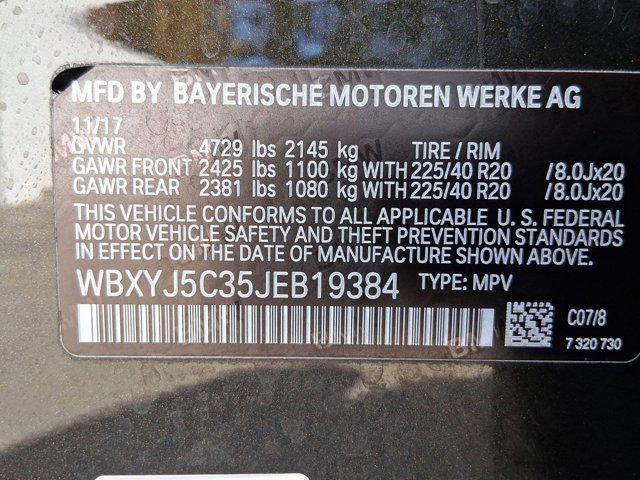 MFD BY BAYERISCHE MOTOREN WERKE AG
11/17
GVWR 4729 lbs 2145 kg TIRE / RIM
GAWR FRONT 2425 lbs 1100 kg WITH 225/40 R20 /8.0Jx20
GAWR REAR 2381 lbs 1080 kg WITH 225/40 R20 /8.0Jx20
THIS VEHICLE CONFORMS TO ALL APPLICABLE U. S. FEDERAL
MOTOR VEHICLE SAFETY AND THEFT PREVENTION STANDARDS
IN EFFECT ON THE DATE OF MANUFACTURE SHOWN ABOVE.
WBXYJ5C35JEB19384 TYPE: MPV
C07/8
7 320 730